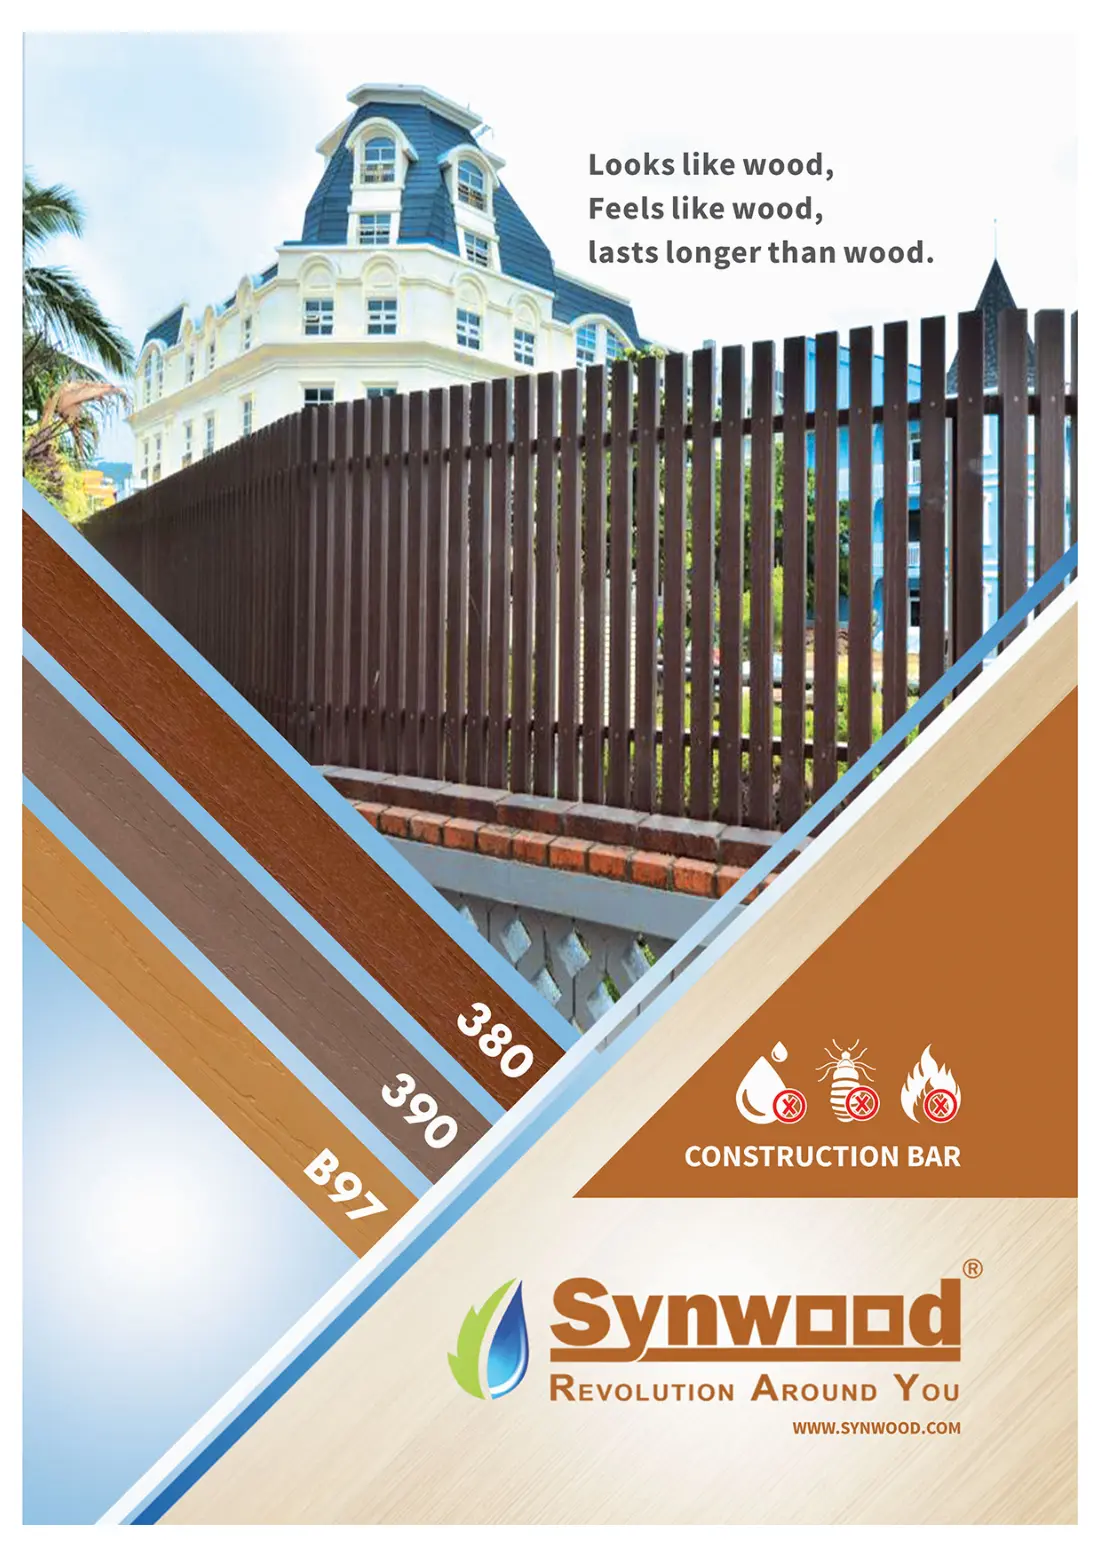 Looks like wood,
Feels like wood,
lasts longer than wood.
380
390
B97
CONSTRUCTION BAR
Synwood®
REVOLUTION AROUND YOU
WWW.SYNWOOD.COM